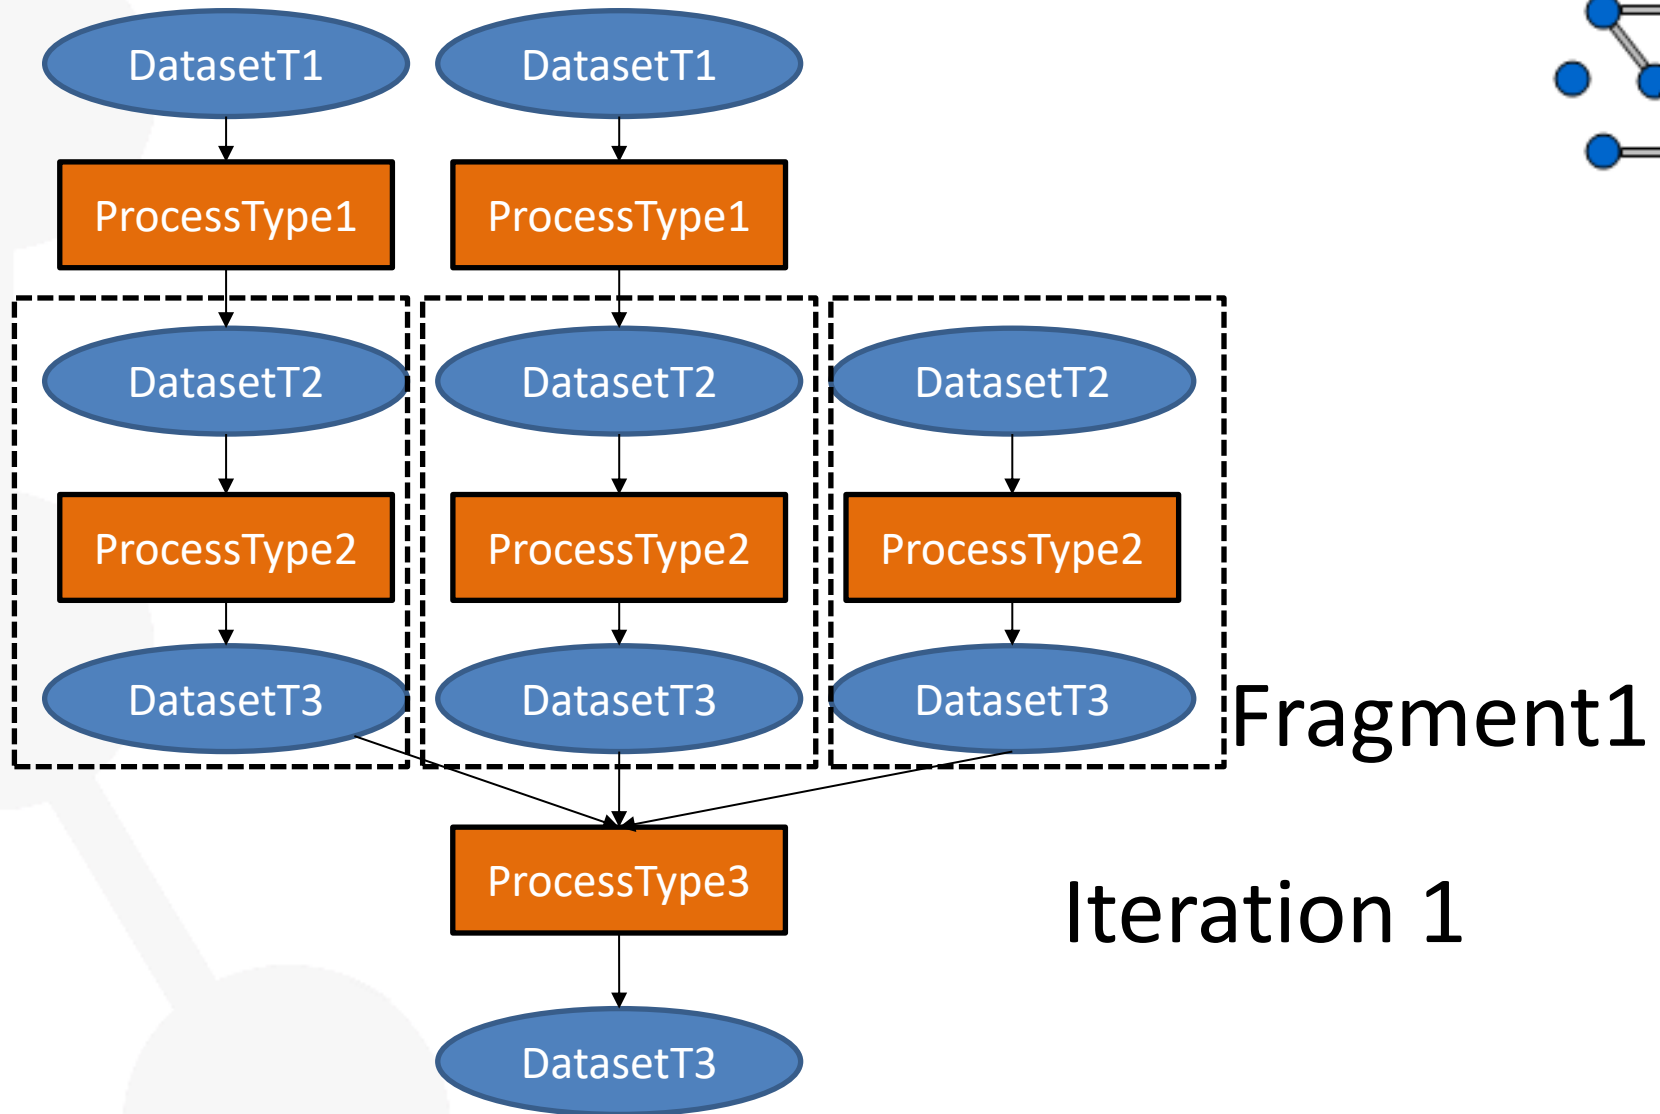 DatasetT1
DatasetT1
ProcessType1
ProcessType1
DatasetT2
DatasetT2
DatasetT2
ProcessType2
ProcessType2
ProcessType2
DatasetT3
DatasetT3
DatasetT3
Fragment1
ProcessType3
Iteration 1
DatasetT3